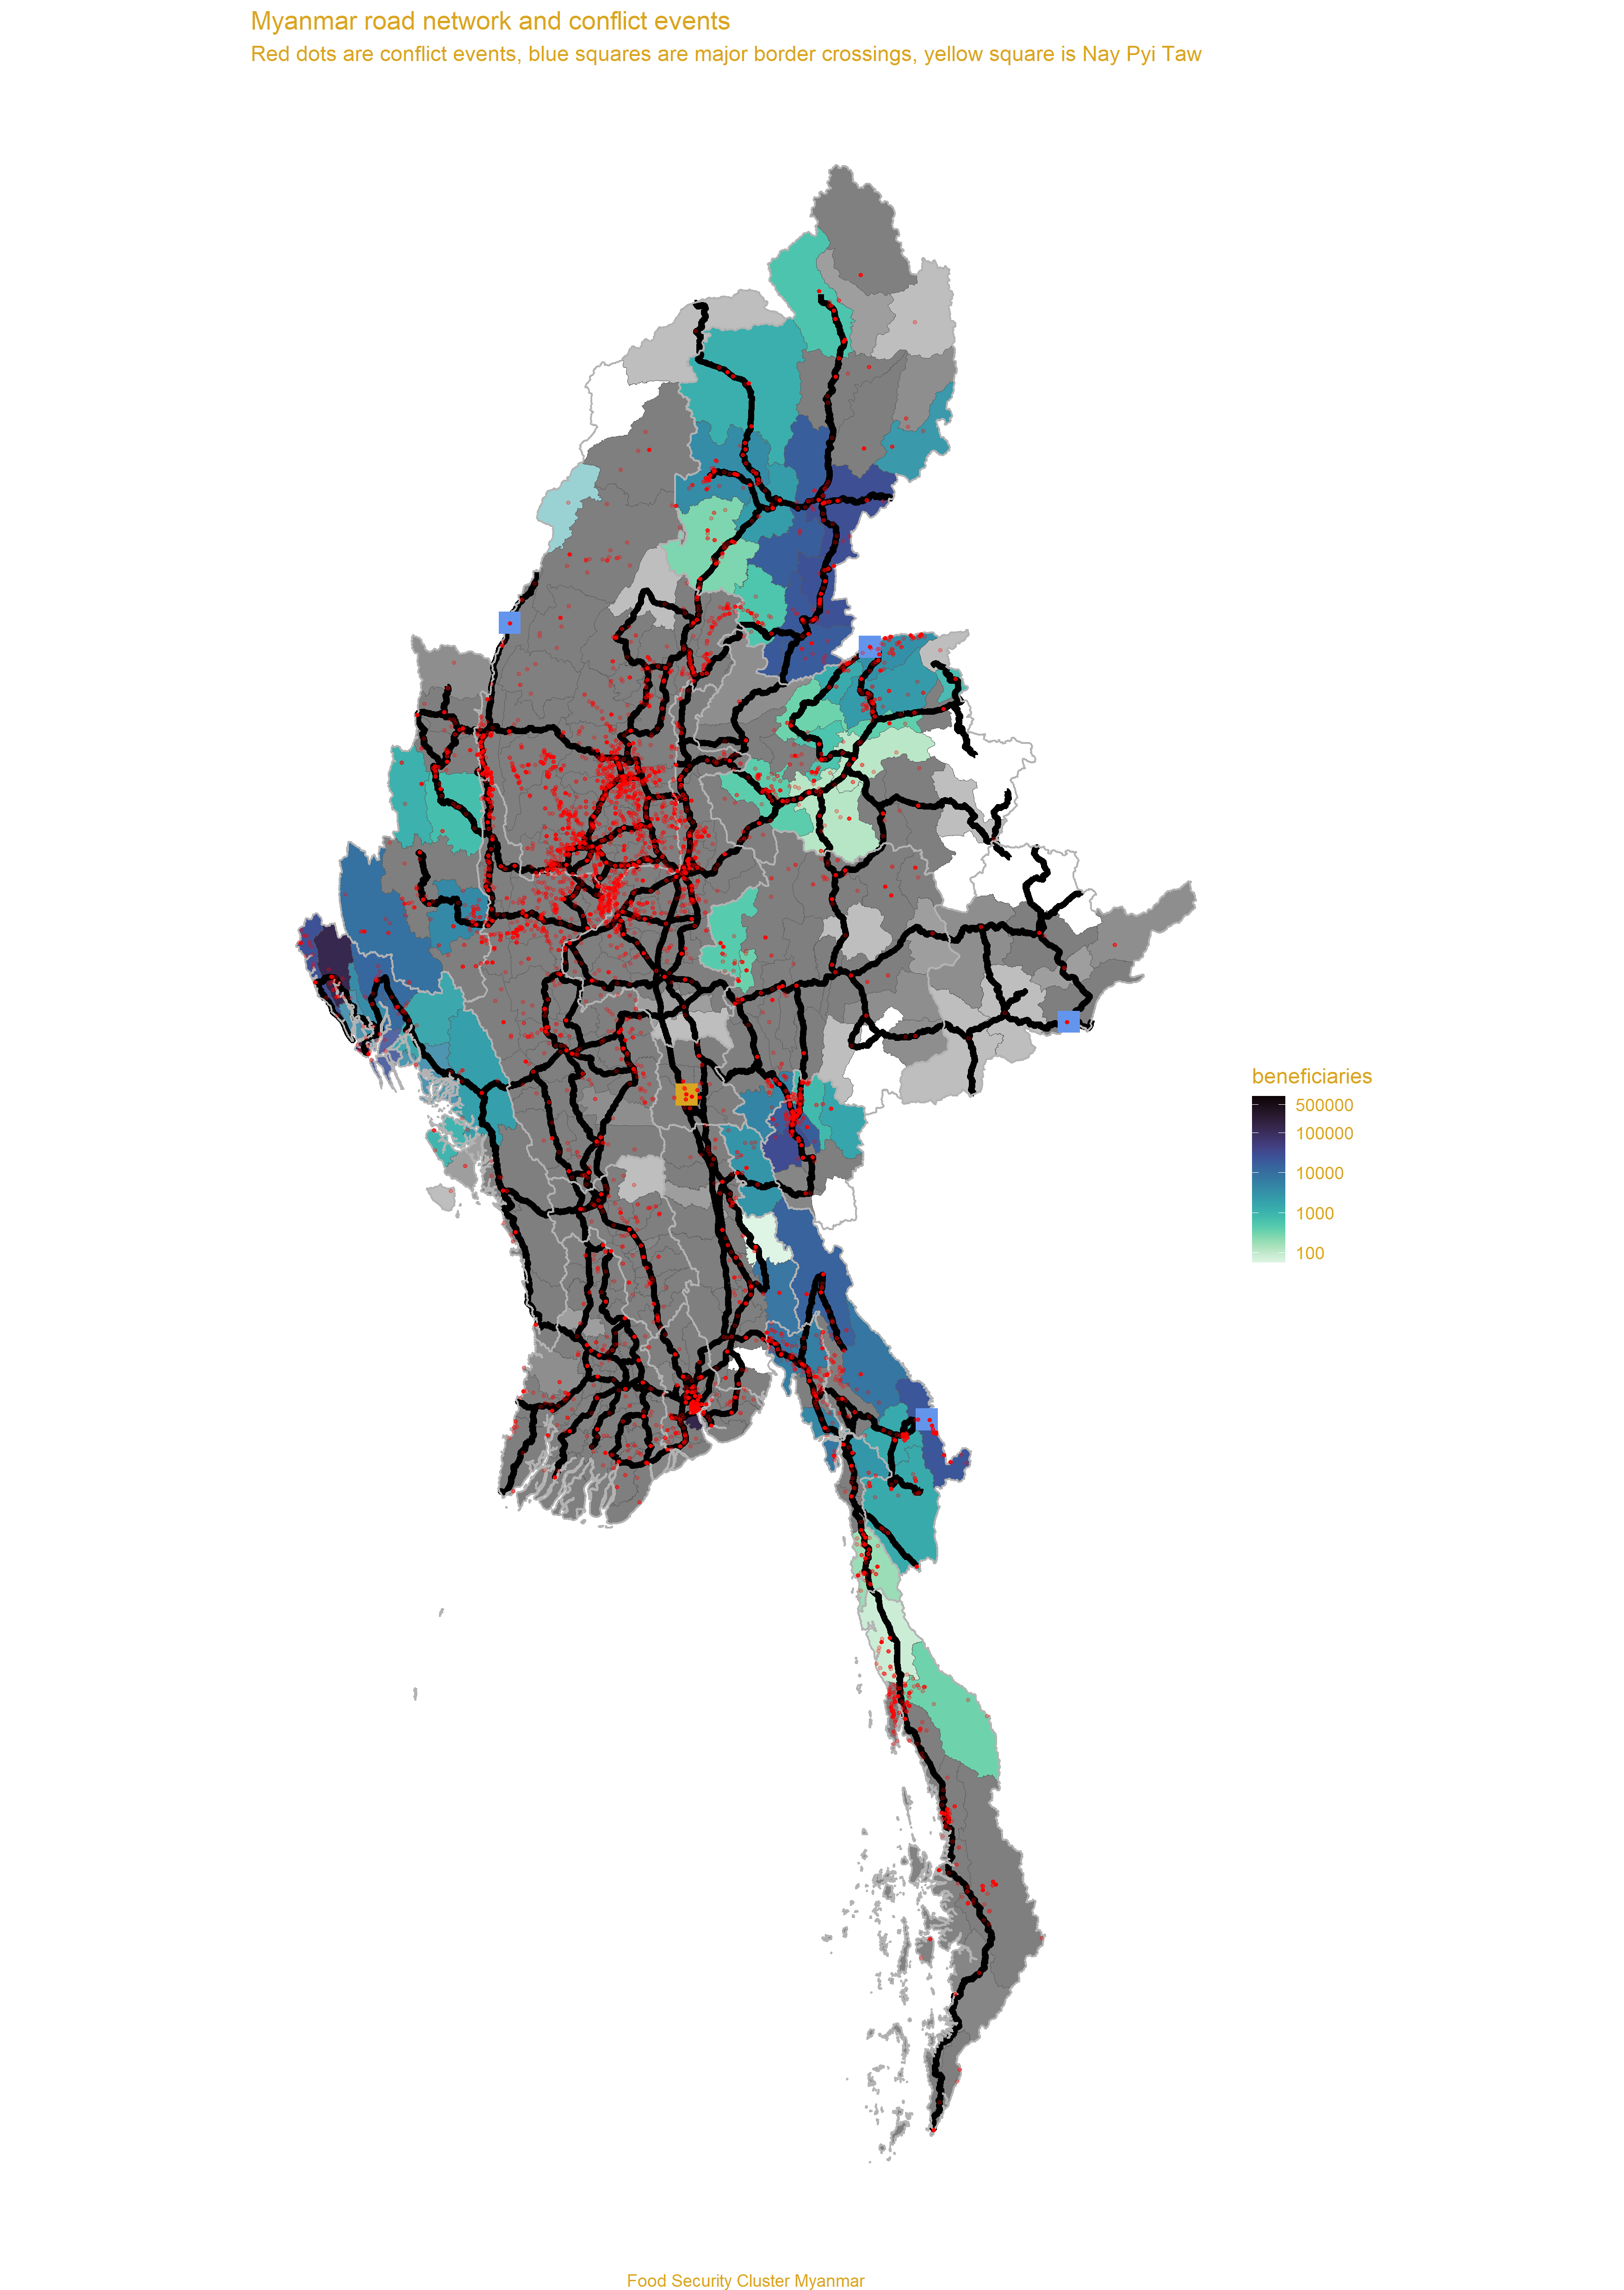 Myanmar road network and conflict events
Red dots are conflict events, blue squares are major border crossings, yellow square is Nay Pyi Taw
beneficiaries
500000
100000
10000
1000
100
Food Security Cluster Myanmar